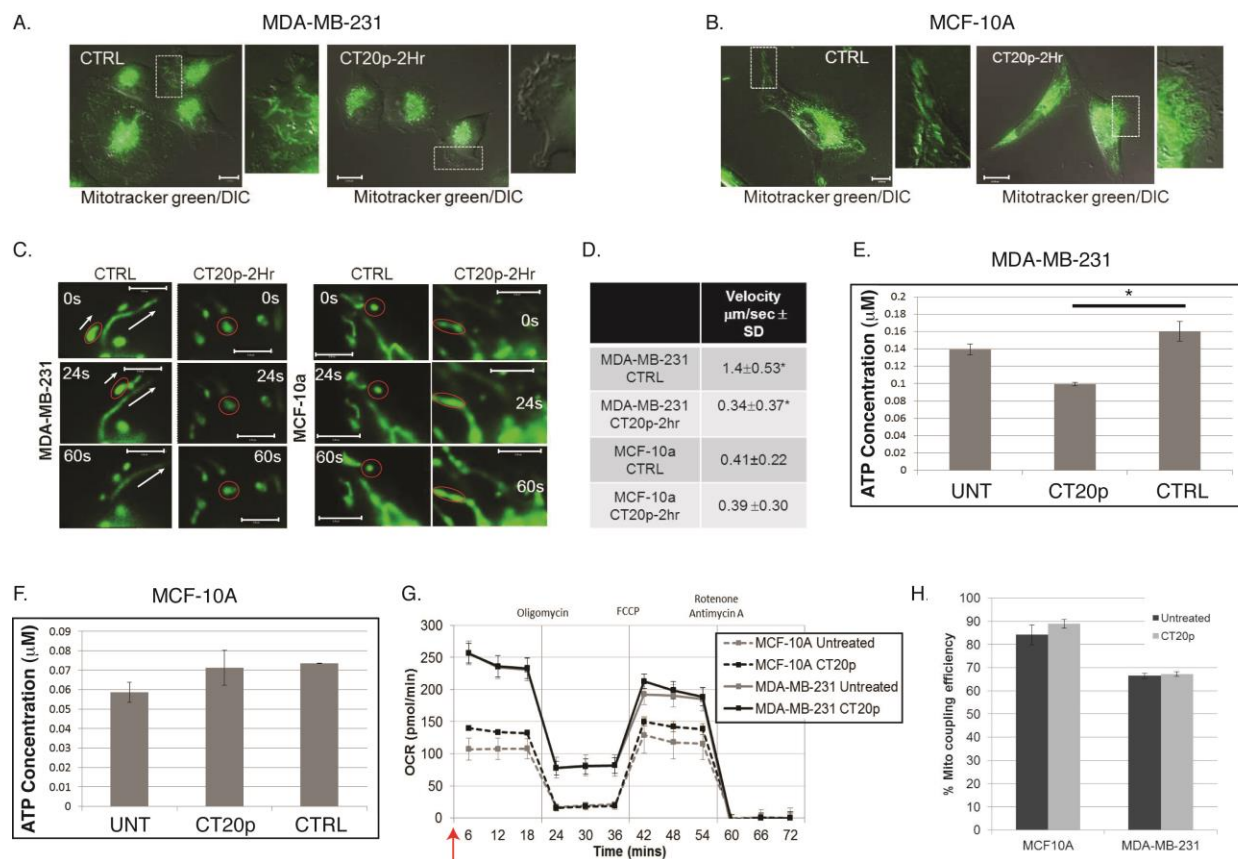 A.
MDA-MB-231
CTRL
CT20p-2Hr
Mitotracker green/DIC
Mitotracker green/DIC
B.
MCF-10A
CTRL
CT20p-2Hr
Mitotracker green/DIC
Mitotracker green/DIC
C.
CTRL
CT20p-2Hr
CTRL
CT20p-2Hr
MDA-MB-231
MCF-10a
0s
0s
0s
0s
24s
24s
24s
24s
60s
60s
60s
60s
D.
Velocity
μm/sec ±
SD
MDA-MB-231
CTRL
1.4±0.53*
MDA-MB-231
CT20p-2hr
0.34±0.37*
MCF-10a
CTRL
0.41±0.22
MCF-10a
CT20p-2hr
0.39 ±0.30
E.
MDA-MB-231
ATP Concentration (μM)
0.2
0.18
0.16
0.14
0.12
0.1
0.08
0.06
0.04
0.02
0
*
UNT
CT20p
CTRL
F.
MCF-10A
ATP Concentration (μM)
0.09
0.08
0.07
0.06
0.05
0.04
0.03
0.02
0.01
0
UNT
CT20p
CTRL
G.
Oligomycin
FCCP
Rotenone
Antimycin A
OCR (pmol/min)
300
250
200
150
100
50
0
MCF-10A Untreated
MCF-10A CT20p
MDA-MB-231 Untreated
MDA-MB-231 CT20p
6 12 18 24 30 36 42 48 54 60 66 72
Time (mins)
H.
% Mito coupling efficiency
100
90
80
70
60
50
40
30
20
10
0
Untreated
CT20p
MCF10A
MDA-MB-231